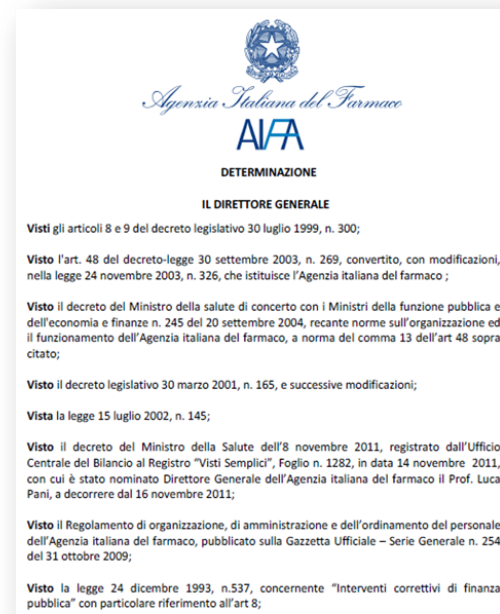 Agenzia Italiana del Farmaco
AIFA
DETERMINAZIONE
IL DIRETTORE GENERALE
Visti gli articoli 8 e 9 del decreto legislativo 30 luglio 1999, n. 300;
Visto l'art. 48 del decreto-legge 30 settembre 2003, n. 269, convertito, con modificazioni,
nella legge 24 novembre 2003, n. 326, che istituisce l'Agenzia italiana del farmaco ;
Visto il decreto del Ministro della salute di concerto con i Ministri della funzione pubblica e
dell'economia e finanze n. 245 del 20 settembre 2004, recante norme sull'organizzazione ed
il funzionamento dell'Agenzia italiana del farmaco, a norma del comma 13 dell'art 48 sopra
citato;
Visto il decreto legislativo 30 marzo 2001, n. 165, e successive modificazioni;
Vista la legge 15 luglio 2002, n. 145;
Visto il decreto del Ministro della Salute dell'8 novembre 2011, registrato dall'Ufficio
Centrale del Bilancio al Registro "Visti Semplici", Foglio n. 1282, in data 14 novembre 2011,
con cui è stato nominato Direttore Generale dell'Agenzia italiana del farmaco il Prof. Luca
Pani, a decorrere dal 16 novembre 2011;
Visto il Regolamento di organizzazione, di amministrazione e dell'ordinamento del personale
dell'Agenzia italiana del farmaco, pubblicato sulla Gazzetta Ufficiale – Serie Generale n. 254
del 31 ottobre 2009;
Visto la legge 24 dicembre 1993, n.537, concernente "Interventi correttivi di finanza
pubblica" con particolare riferimento all'art 8;